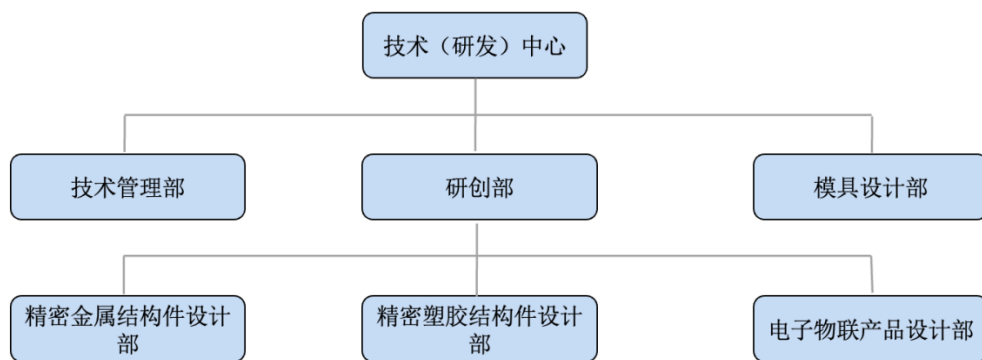 技术（研发）中心
技术管理部
研创部
模具设计部
精密金属结构件设计
部
精密塑胶结构件设计
部
电子物联产品设计部